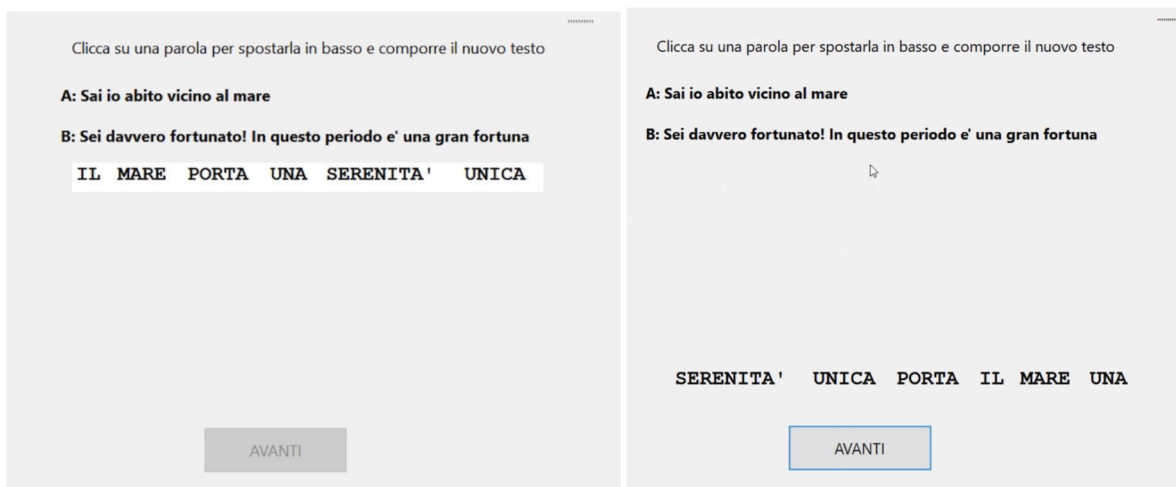 Clicca su una parola per spostarla in basso e comporre il nuovo testo
A: Sai io abito vicino al mare
B: Sei davvero fortunato! In questo periodo e' una gran fortuna
IL MARE PORTA UNA SERENITA' UNICA
AVANTI
Clicca su una parola per spostarla in basso e comporre il nuovo testo
A: Sai io abito vicino al mare
B: Sei davvero fortunato! In questo periodo e' una gran fortuna
SERENITA' UNICA PORTA IL MARE UNA
AVANTI